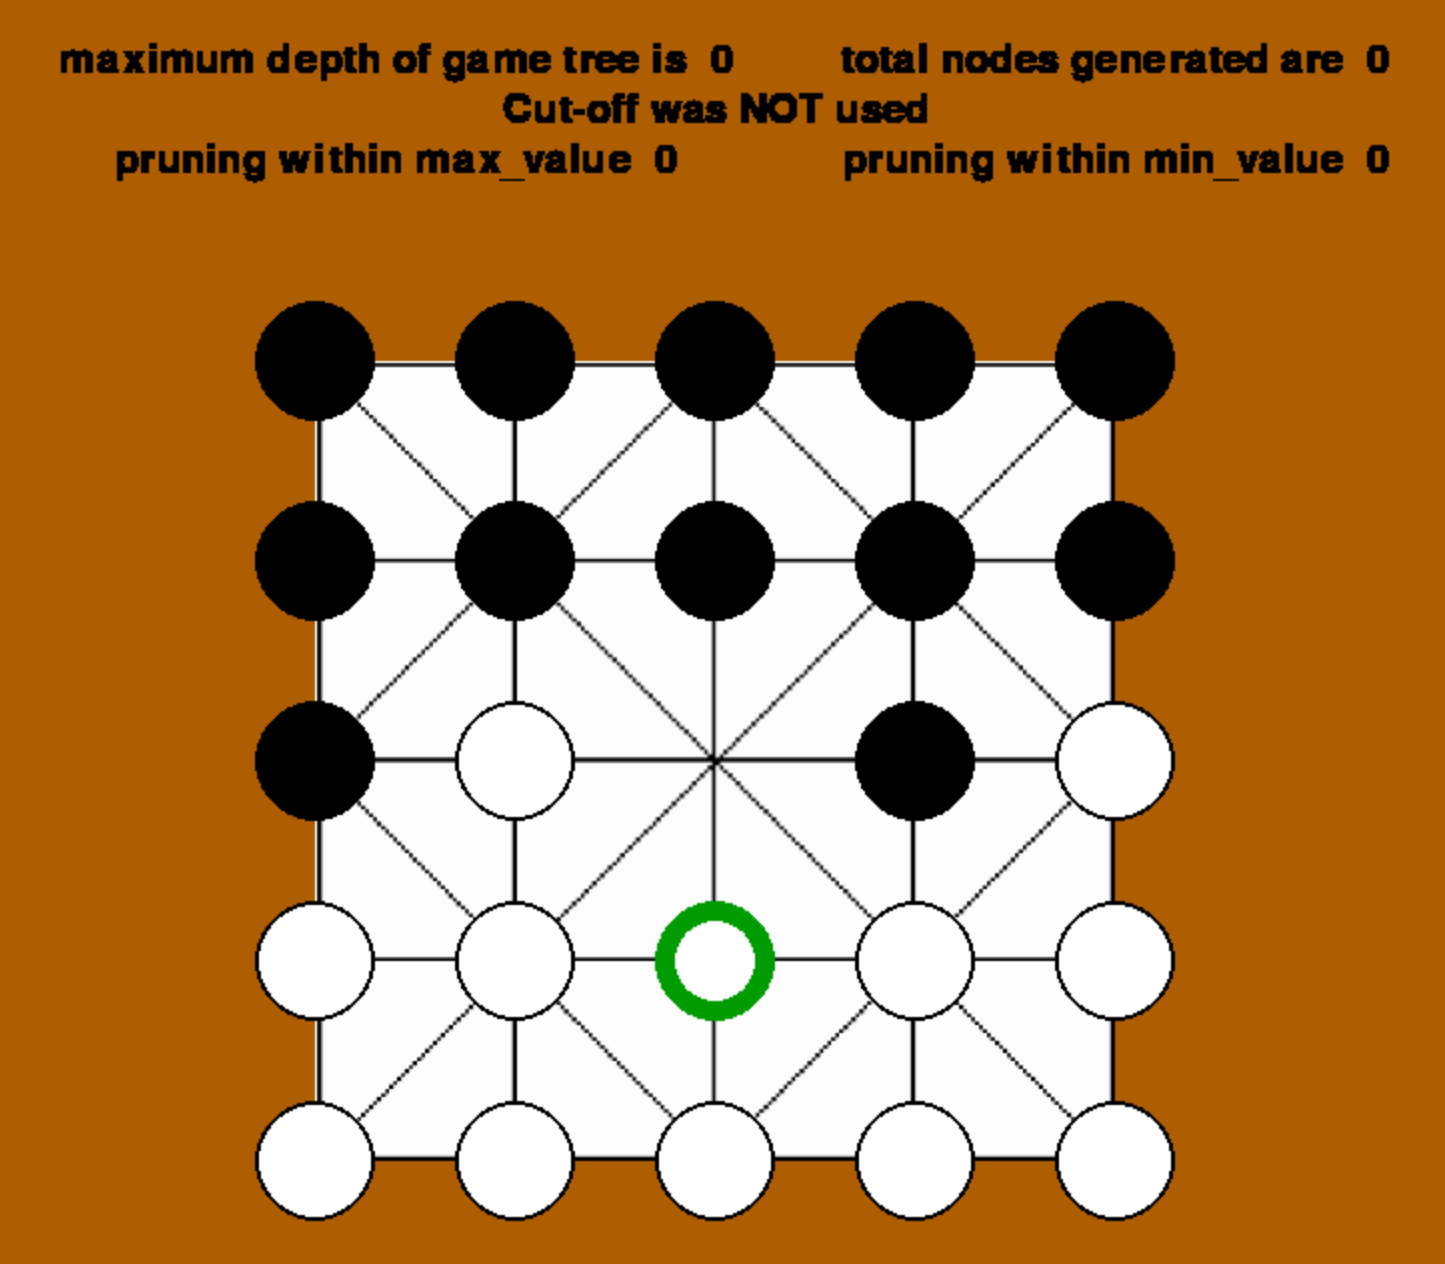 maximum depth of game tree is 0 total nodes generated are 0
Cut-off was NOT used
pruning within max_value 0 pruning within min_value 0